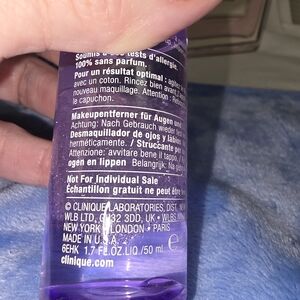 Soumis à des tests d'allergie.
100% sans parfum.
Pour un résultat optimal : agitez
avec un coton. Rincez bien avant
nouveau maquillage. Attention:
le capuchon.
Makeupentferner für Augen und
Achtung: Nach Gebrauch wieder
Desmaquillador de ojos y labios
herméticamente. / Struccante per
Attenzione: avvitare bene il tappo. /
ogen en lippen Belangrijk: Na
Not For Individual Sale
Échantillon gratuit ne peut être
© CLINIQUE LABORATORIES, DIST.
WLB LTD, GU32 3DD, UK •
NEW YORK • LONDON • PARIS
MADE IN U.S.A.
6EHK 1.7 FL.OZ.LIQ./50 ml e
clinique.com